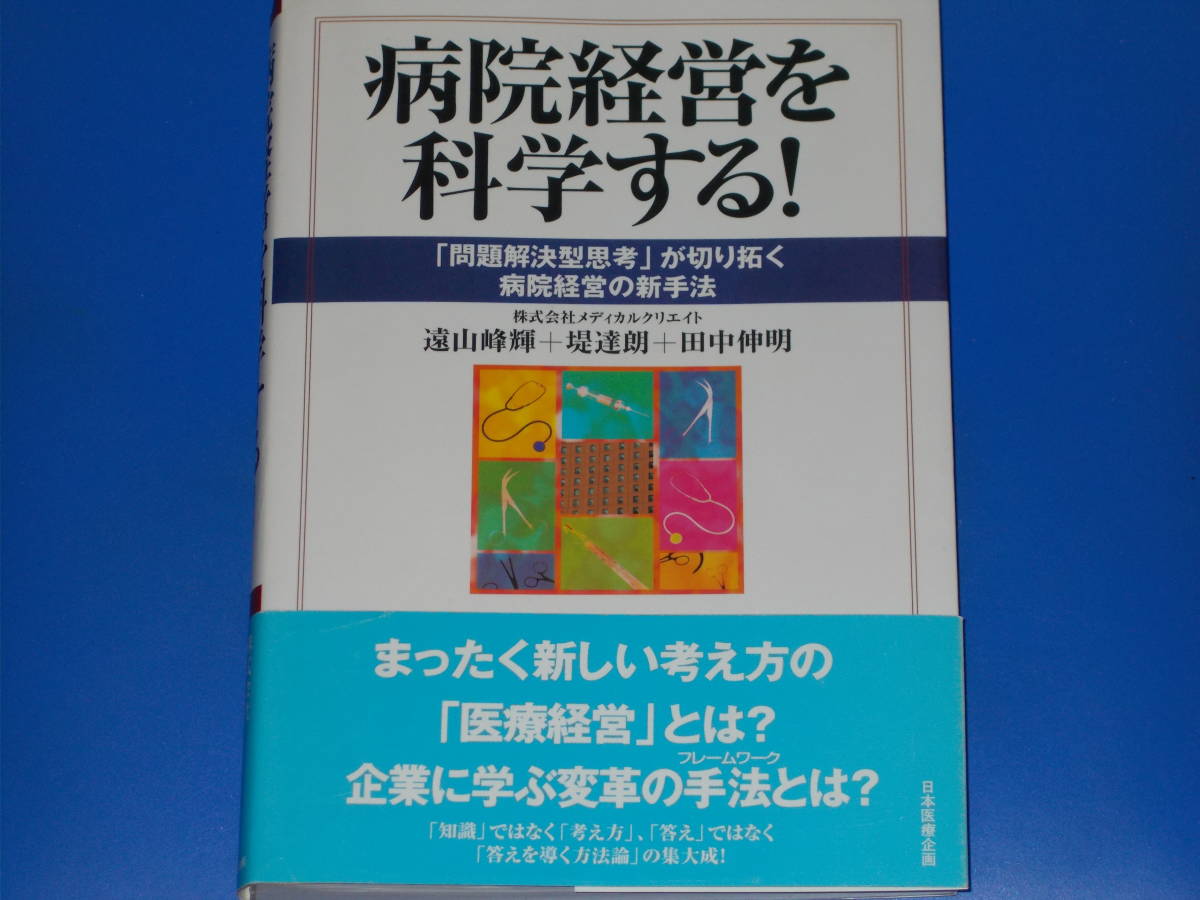 病院経営を
科学する!
「問題解決型思考」が切り拓く
病院経営の新手法
株式会社メディカルクリエイト
遠山峰輝+堤達朗+田中伸明
まったく新しい考え方の
「医療経営」とは?
フレームワーク
企業に学ぶ変革の手法とは?
「知識」ではなく「考え方」、「答え」ではなく
「答えを導く方法論」の集大成!
日本医療企画